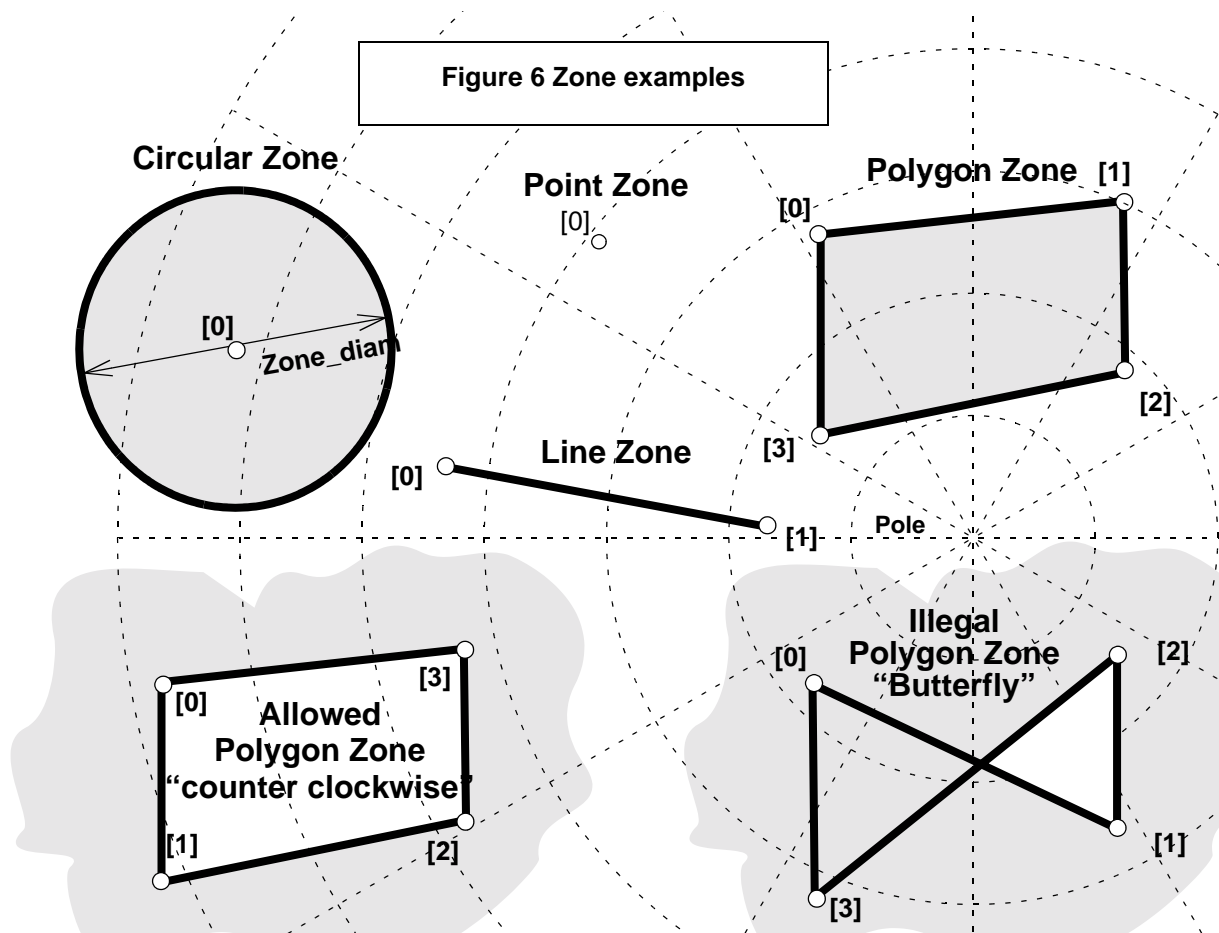 Figure 6 Zone examples
Circular Zone
[0]
Zone_diam
Point Zone
[0]
Polygon Zone
[0]
[1]
[2]
[3]
Line Zone
[0]
[1]
Pole
[0]
[3]
Allowed
Polygon Zone
“counter clockwise”
[1]
[2]
Illegal
Polygon Zone
“Butterfly”
[0]
[2]
[1]
[3]